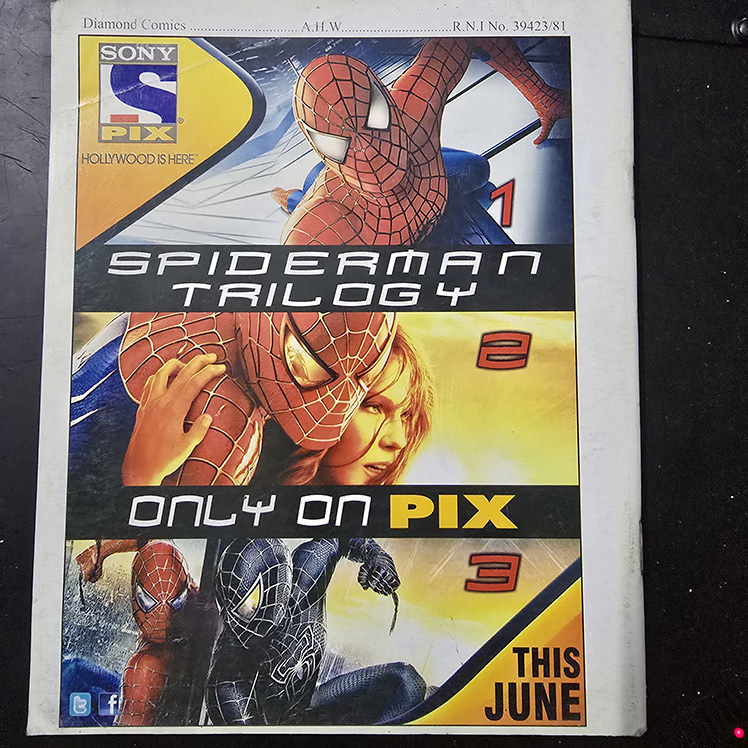 Diamond Comics ..............................A.H.W..............................R.N.I No. 39423/81
SONY
S
PIX
®
HOLLYWOOD IS HERE™
1
SPIDERMAN
TRILOGY
2
ONLY ON PIX
3
THIS
JUNE
t f